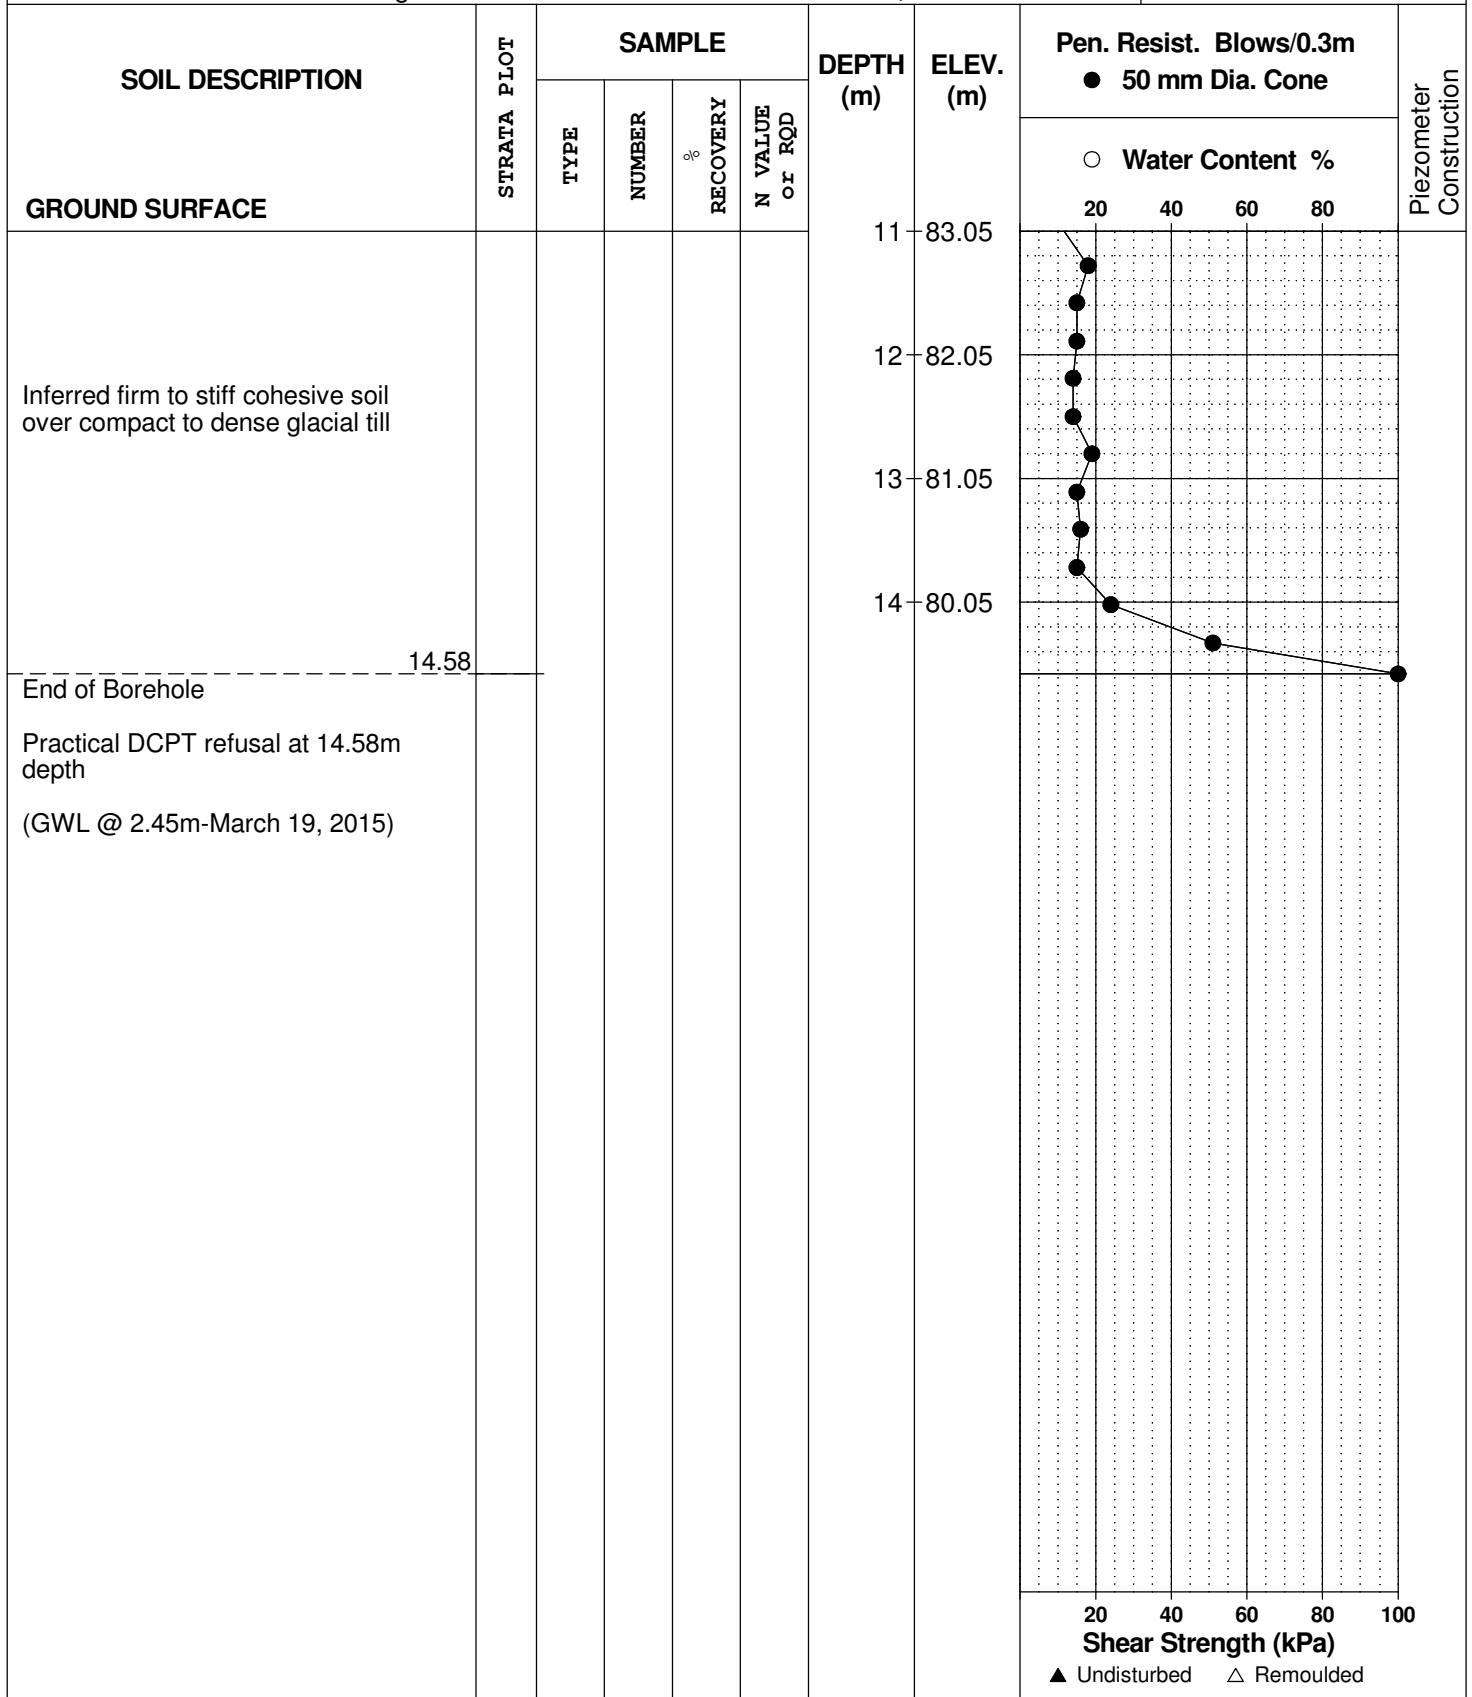 SOIL DESCRIPTION
GROUND SURFACE
STRATA PLOT
SAMPLE
TYPE
NUMBER
%
RECOVERY
N VALUE
or RQD
DEPTH
(m)
ELEV.
(m)
Pen. Resist. Blows/0.3m
● 50 mm Dia. Cone
○ Water Content %
20 40 60 80
Piezometer
Construction
11 83.05
12 82.05
Inferred firm to stiff cohesive soil
over compact to dense glacial till
13 81.05
14 80.05
14.58
End of Borehole
Practical DCPT refusal at 14.58m
depth
(GWL @ 2.45m-March 19, 2015)
20 40 60 80 100
Shear Strength (kPa)
▲ Undisturbed △ Remoulded